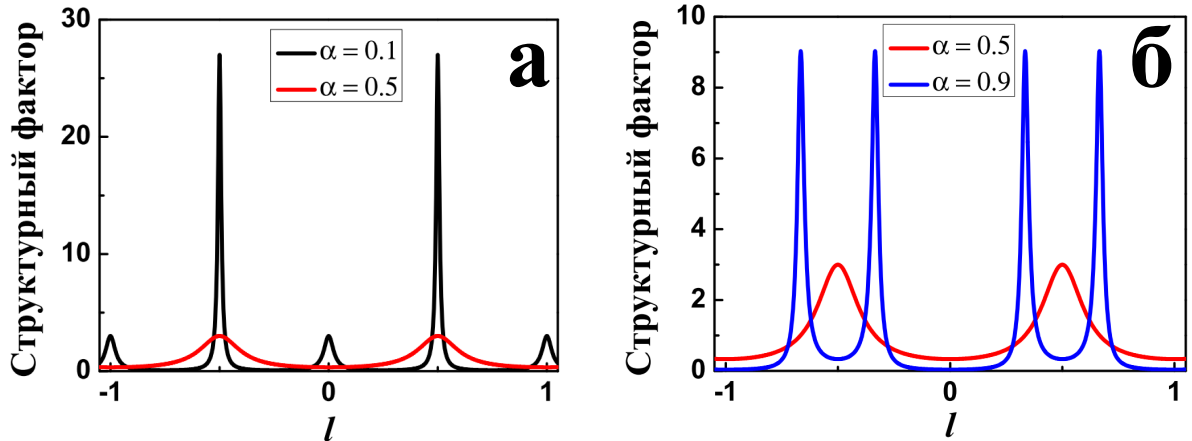 Структурный фактор
30
20
10
0
-1
0
1
l
α = 0.1
α = 0.5
а
Структурный фактор
10
8
6
4
2
0
-1
0
1
l
α = 0.5
α = 0.9
б